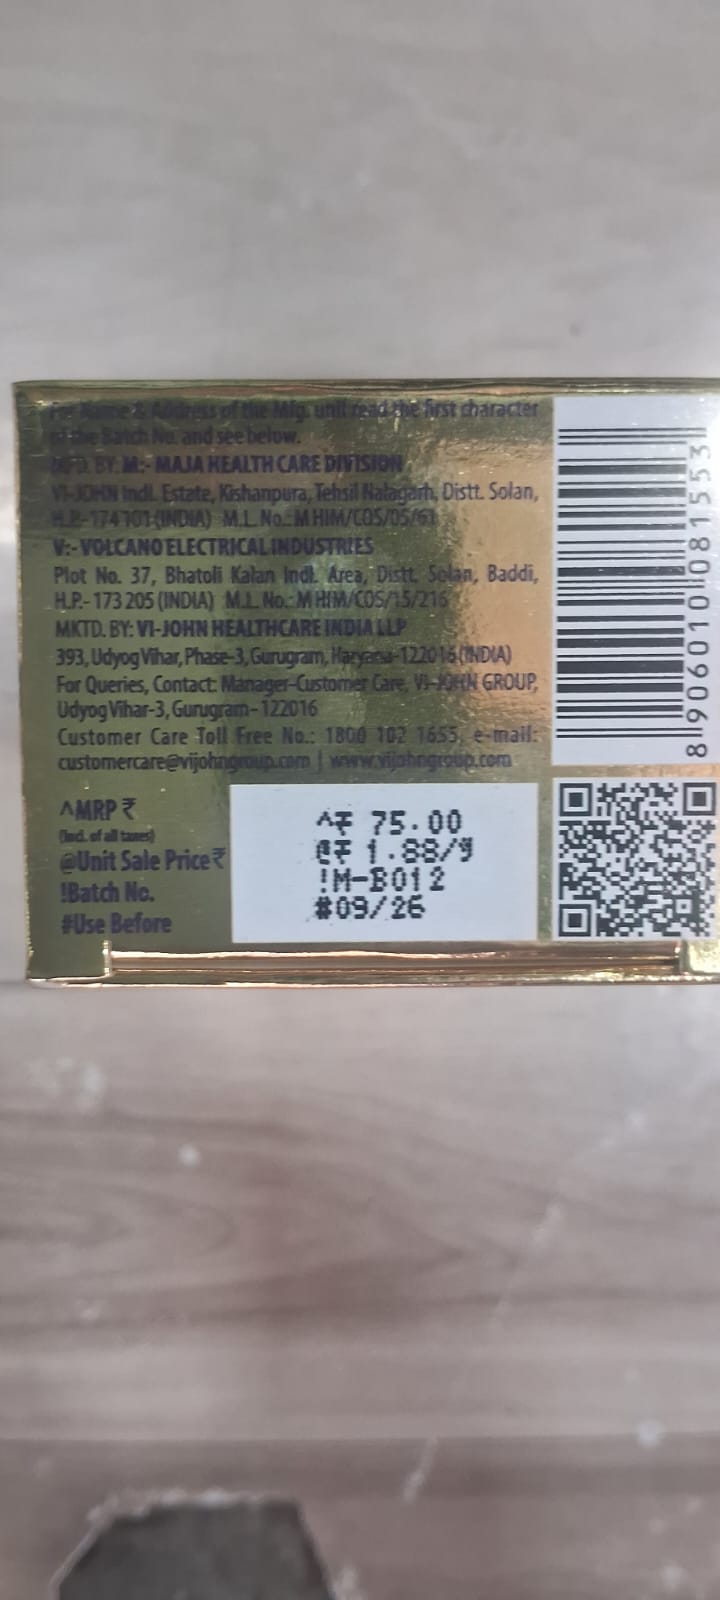 For Name & Address of the Mfg. unit read the first character
of the Batch No. and see below.
MFD. BY: M:- MAJA HEALTH CARE DIVISION
VI-JOHN Indl. Estate, Kishanpura, Tehsil Nalagarh, Distt. Solan,
H.P.- 174101 (INDIA) M.L. No.: MHIM/COS/05/61
V:- VOLCANO ELECTRICAL INDUSTRIES
Plot No. 37, Bhatoli Kalan Indl. Area, Distt. Solan, Baddi,
H.P.- 173 205 (INDIA) M.L. No.: M HIM/COS/15/216
MKTD. BY: VI-JOHN HEALTHCARE INDIA LLP
393, Udyog Vihar, Phase-3, Gurugram, Haryana-122016 (INDIA)
For Queries, Contact: Manager-Customer Care, VI-JOHN GROUP,
Udyog Vihar-3, Gurugram- 122016
Customer Care Toll Free No.: 1800 102 1655, e-mail:
customercare@vijohngroup.com | www.vijohngroup.com
^MRP ₹ ^₹ 75.00
(Incl. of all taxes)
@Unit Sale Price ₹ @₹ 1.88/g
!Batch No. !M-B012
#Use Before #09/26
8906010081553